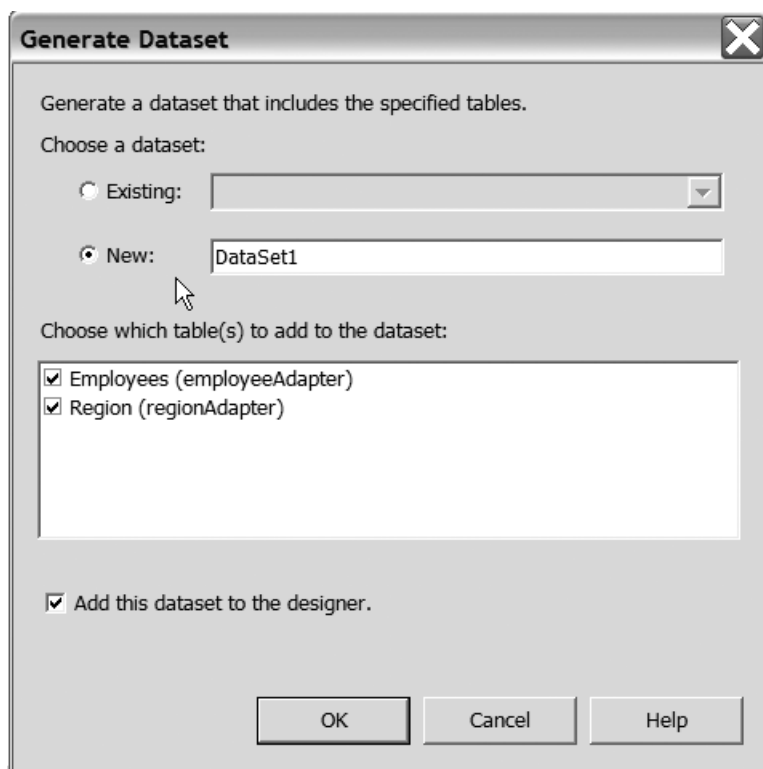 Generate Dataset
Generate a dataset that includes the specified tables.
Choose a dataset:
Existing:
New: DataSet1
Choose which table(s) to add to the dataset:
Employees (employeeAdapter)
Region (regionAdapter)
Add this dataset to the designer.
OK Cancel Help